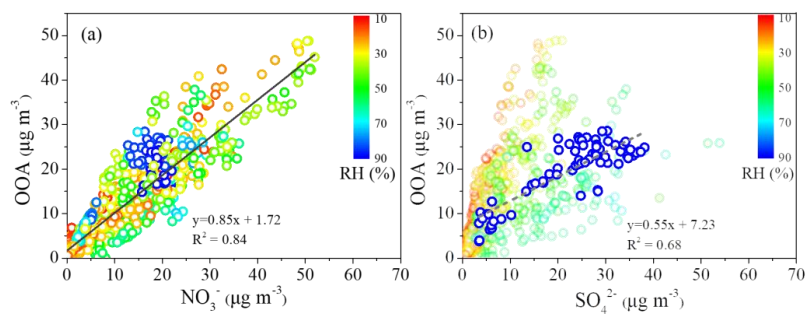 (a)
OOA (μg m⁻³)
50
40
30
20
10
0
0 10 20 30 40 50 60 70
NO₃⁻ (μg m⁻³)
y=0.85x + 1.72
R² = 0.84
10
30
50
70
90
RH (%)
(b)
OOA (μg m⁻³)
50
40
30
20
10
0
0 10 20 30 40 50 60 70
SO₄²⁻ (μg m⁻³)
y=0.55x + 7.23
R² = 0.68
10
30
50
70
90
RH (%)